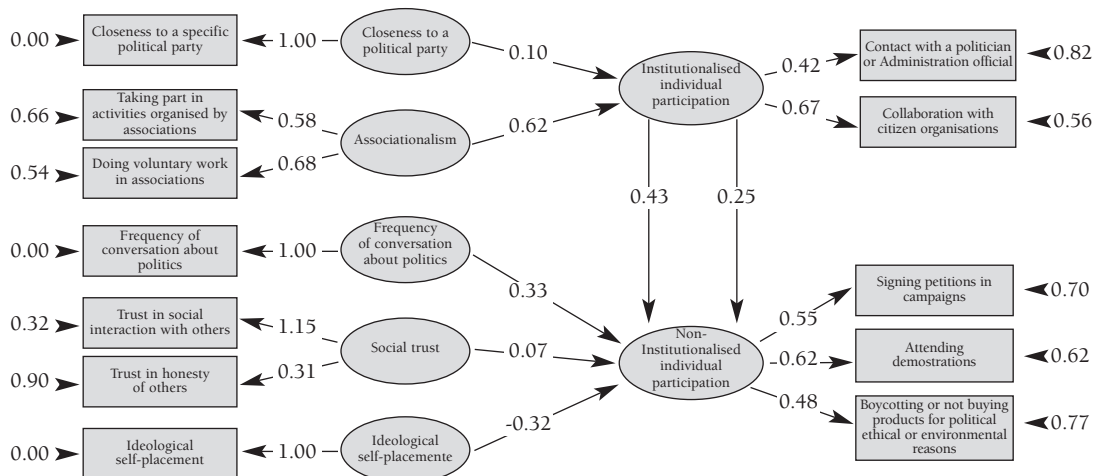 0.00
Closeness to a specific
political party
1.00
Closeness to a
political party
0.10
0.66
Taking part in
activities organised by
associations
0.58
Associationalism
0.62
0.54
Doing voluntary work
in associations
0.68
Institutionalised
individual
participation
0.42
Contact with a politician
or Administration official
0.82
0.67
Collaboration with
citizen organisations
0.56
0.43
0.25
0.00
Frequency of
conversation about
politics
1.00
Frequency
of conversation
about politics
0.33
0.32
Trust in social
interaction with others
1.15
Social trust
0.07
0.90
Trust in honesty
of others
0.31
0.00
Ideological
self-placement
1.00
Ideological
self-placemente
-0.32
Non-
Institutionalised
individual
participation
0.55
Signing petitions in
campaigns
0.70
0.62
Attending
demostrations
0.62
0.48
Boycotting or not buying
products for political
ethical or environmental
reasons
0.77